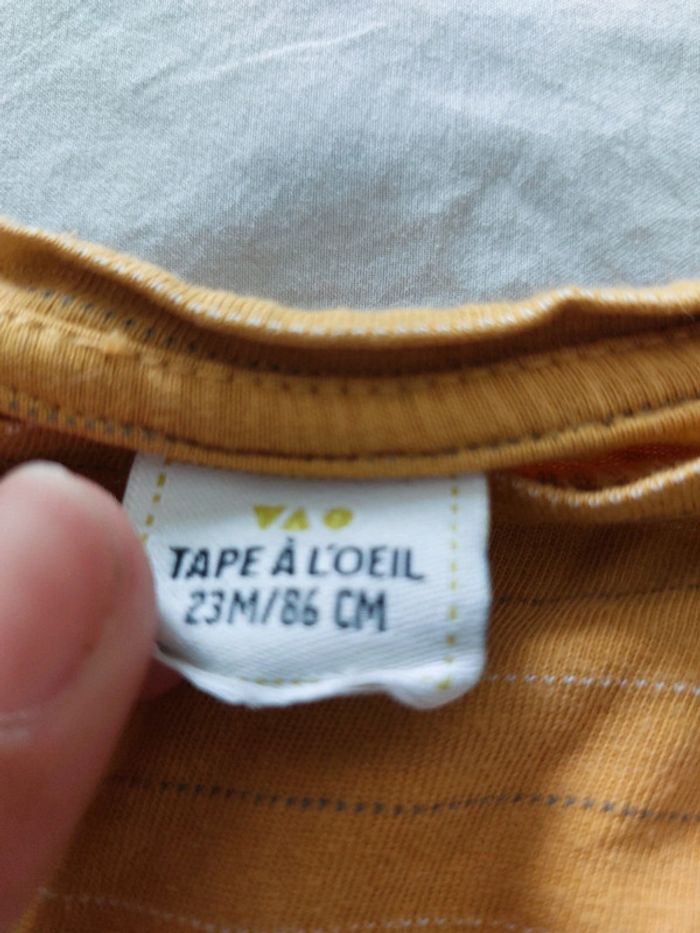 TAPE À L'OEIL
23M/86 CM